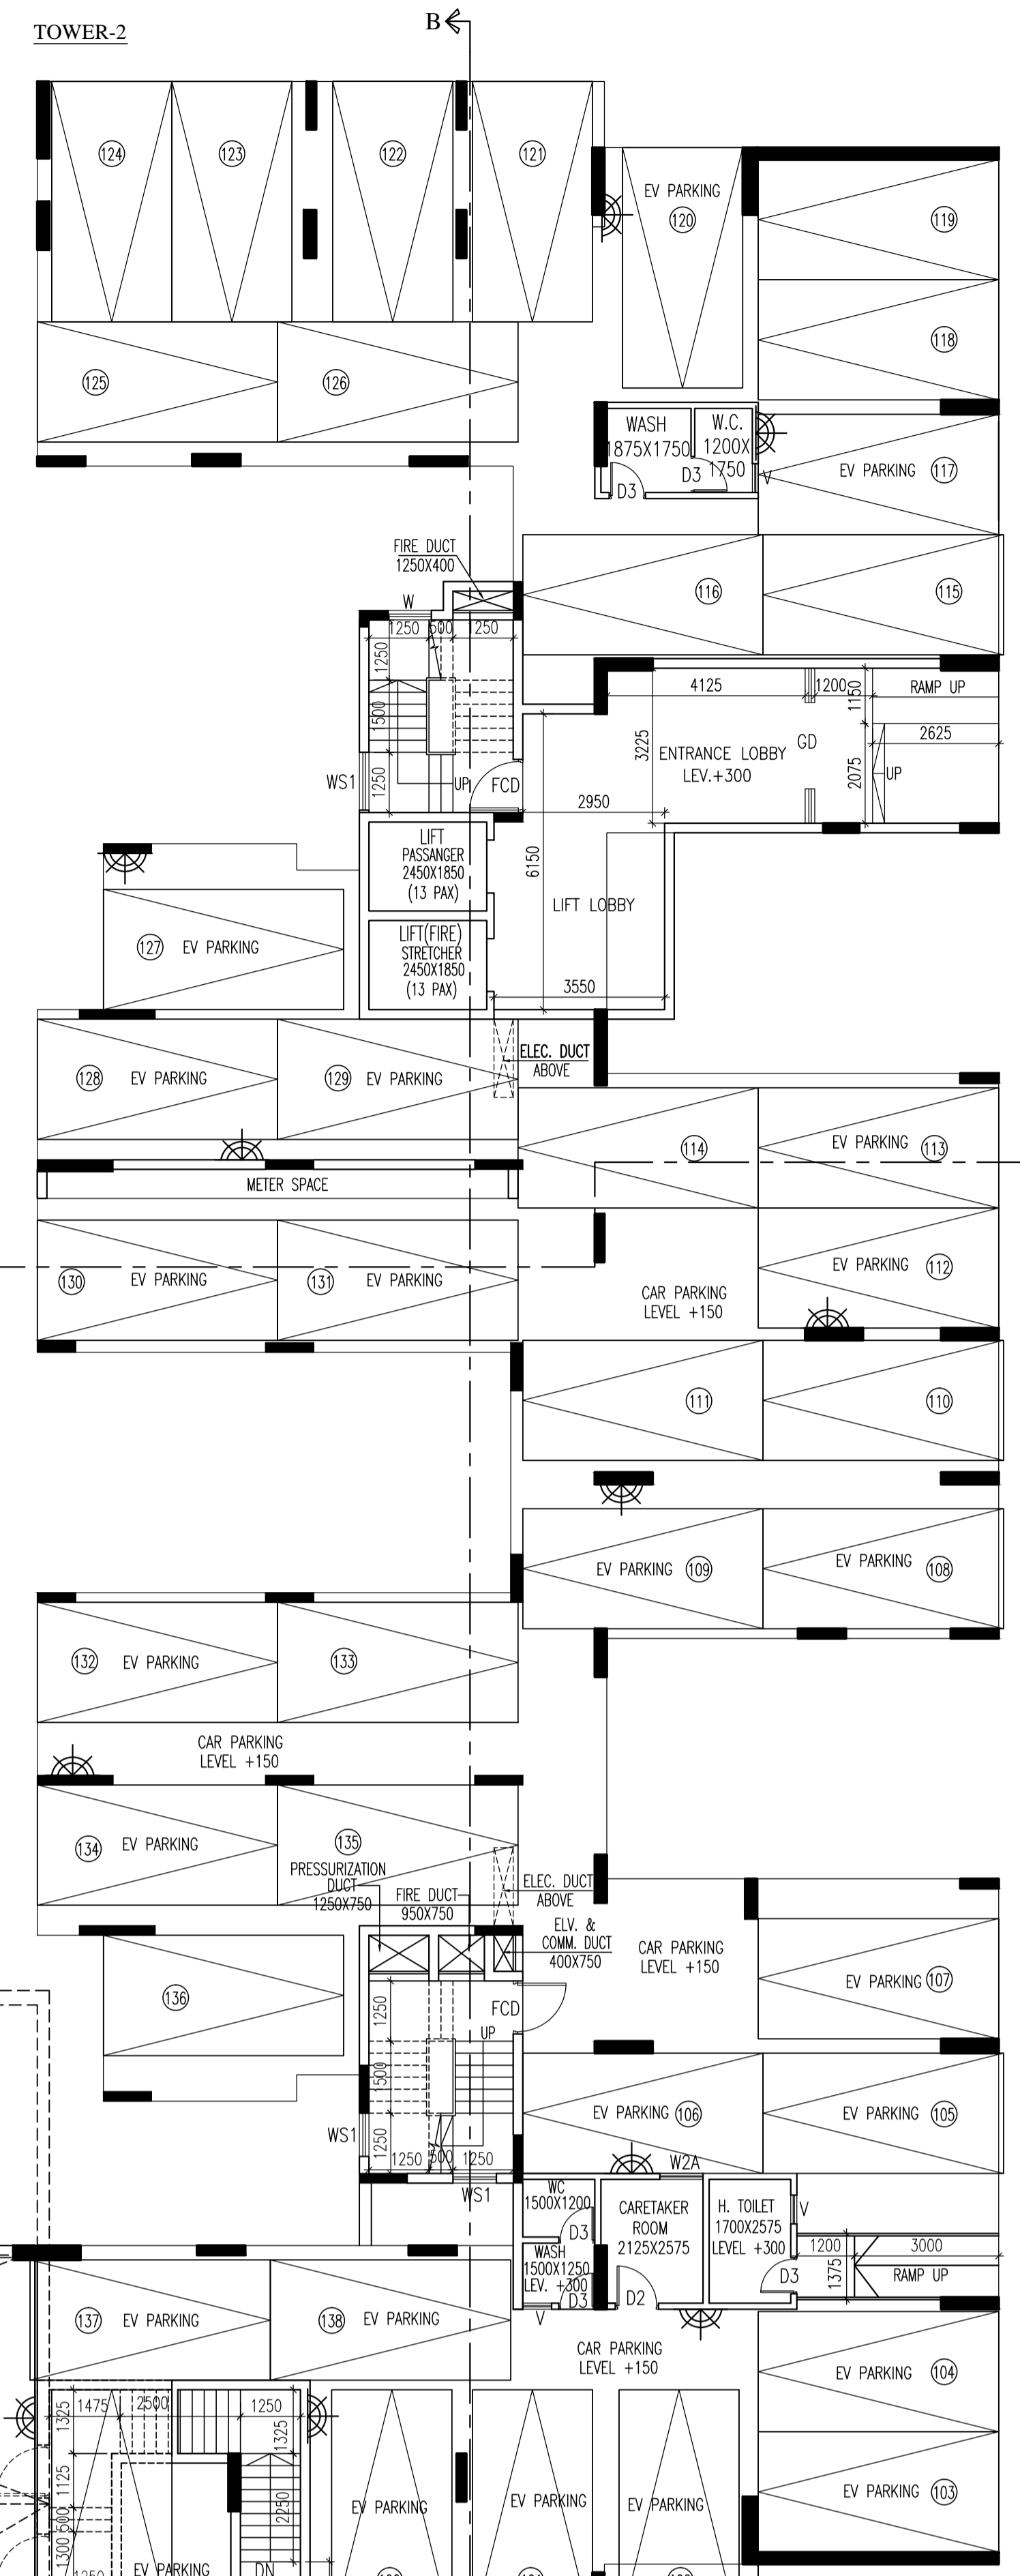 TOWER-2
B
124
123
122
121
EV PARKING
120
119
118
125
126
WASH
1875X1750
W.C.
1200X
1750
D3
D3
V
EV PARKING
117
FIRE DUCT
1250X400
116
115
W
1250
500
1250
1250
1500
1250
WS1
UP
FCD
4125
1200
1150
RAMP UP
2625
3225
ENTRANCE LOBBY
LEV.+300
GD
2075
UP
2950
LIFT
PASSANGER
2450X1850
(13 PAX)
6150
LIFT LOBBY
LIFT(FIRE)
STRETCHER
2450X1850
(13 PAX)
3550
127
EV PARKING
128
EV PARKING
129
EV PARKING
ELEC. DUCT
ABOVE
114
EV PARKING
113
METER SPACE
130
EV PARKING
131
EV PARKING
112
CAR PARKING
LEVEL +150
111
110
EV PARKING
109
EV PARKING
108
132
EV PARKING
133
CAR PARKING
LEVEL +150
134
EV PARKING
135
PRESSURIZATION
DUCT
1250X750
FIRE DUCT
950X750
ELEC. DUCT
ABOVE
ELV. &
COMM. DUCT
400X750
CAR PARKING
LEVEL +150
EV PARKING
107
136
1250
1500
1250
FCD
UP
EV PARKING
106
105
EV PARKING
WS1
1250
500
1250
WS1
W2A
WC
1500X1200
D3
WASH
1500X1250
LEV. +300
D3
V
CARETAKER
ROOM
2125X2575
D2
H. TOILET
1700X2575
LEVEL +300
V
D3
1200
3000
1375
RAMP UP
137
EV PARKING
138
EV PARKING
CAR PARKING
LEVEL +150
EV PARKING
104
EV PARKING
103
1325
1475
2500
1250
1325
1125
500
1300
2250
EV PARKING
DN
EV PARKING
EV PARKING
EV PARKING